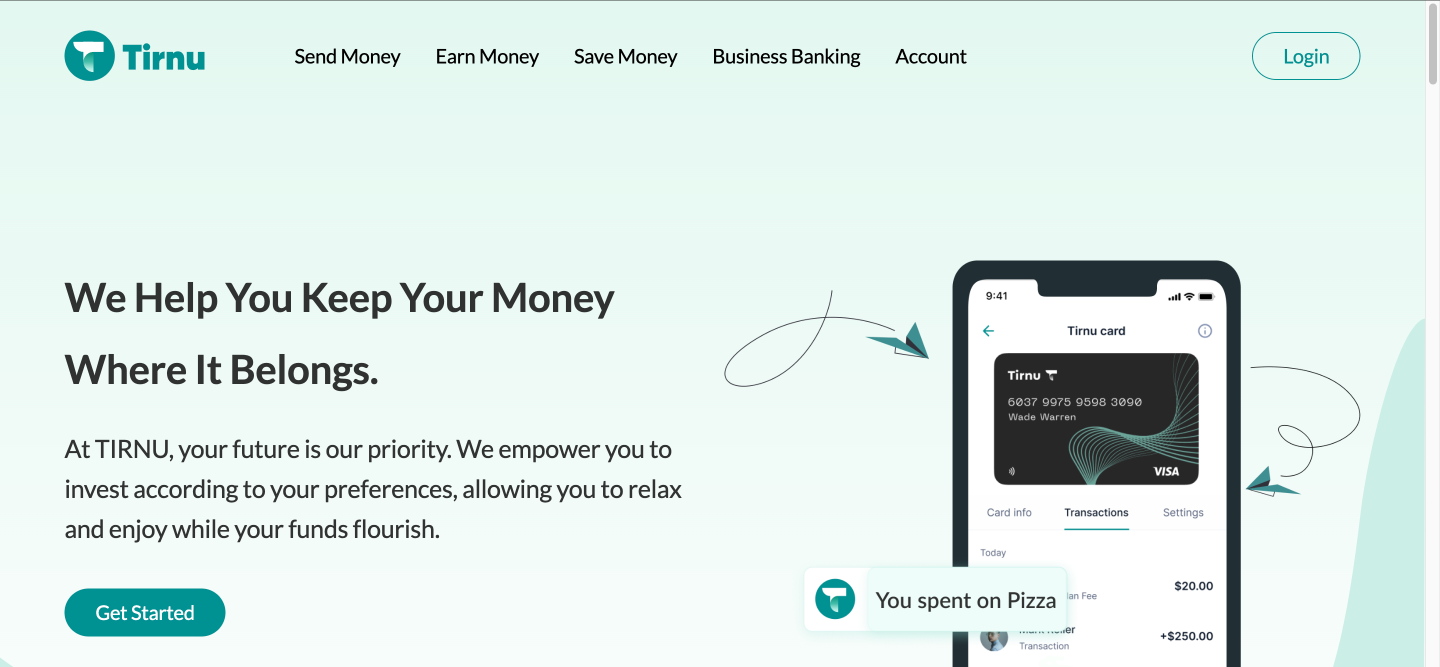 Tirnu
Send Money
Earn Money
Save Money
Business Banking
Account
Login
We Help You Keep Your Money
Where It Belongs.
At TIRNU, your future is our priority. We empower you to
invest according to your preferences, allowing you to relax
and enjoy while your funds flourish.
Get Started
9:41
Tirnu card
Tirnu
6037 9975 9598 3090
Wade Warren
VISA
Card info
Transactions
Settings
Today
$20.00
Fee
You spent on Pizza
+$250.00
Transaction